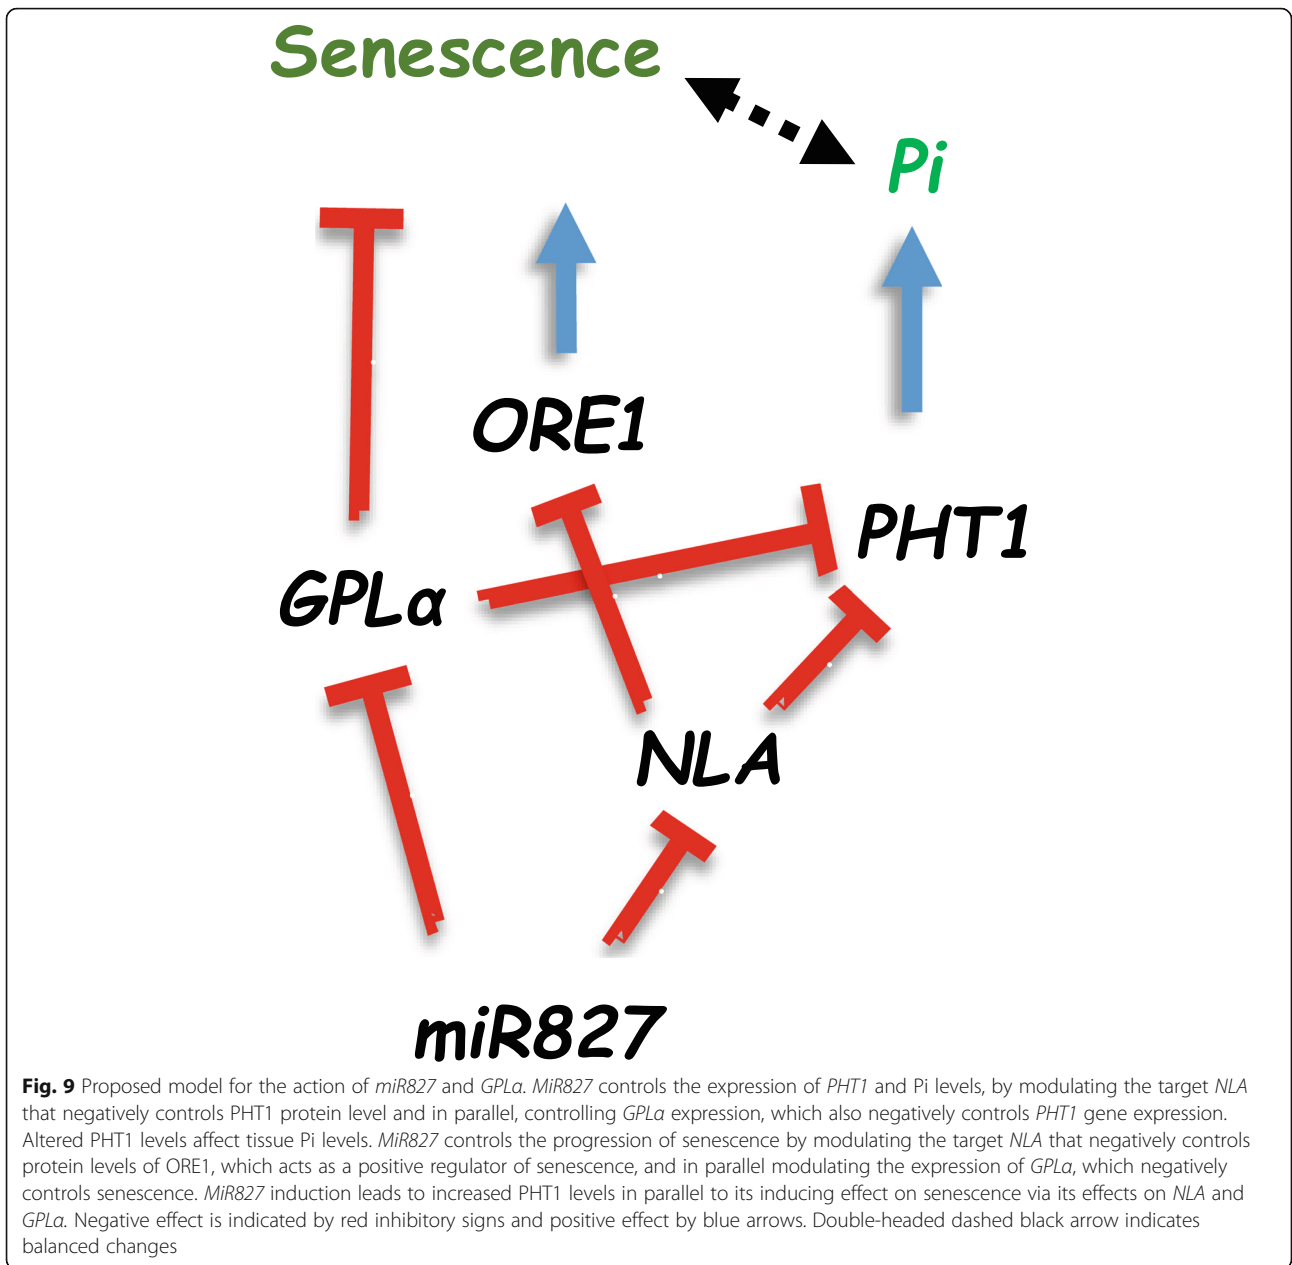 Senescence
Pi
ORE1
PHT1
GPLα
NLA
miR827
Fig. 9 Proposed model for the action of miR827 and GPLα. MiR827 controls the expression of PHT1 and Pi levels, by modulating the target NLA
that negatively controls PHT1 protein level and in parallel, controlling GPLα expression, which also negatively controls PHT1 gene expression.
Altered PHT1 levels affect tissue Pi levels. MiR827 controls the progression of senescence by modulating the target NLA that negatively controls
protein levels of ORE1, which acts as a positive regulator of senescence, and in parallel modulating the expression of GPLα, which negatively
controls senescence. MiR827 induction leads to increased PHT1 levels in parallel to its inducing effect on senescence via its effects on NLA and
GPLα. Negative effect is indicated by red inhibitory signs and positive effect by blue arrows. Double-headed dashed black arrow indicates
balanced changes